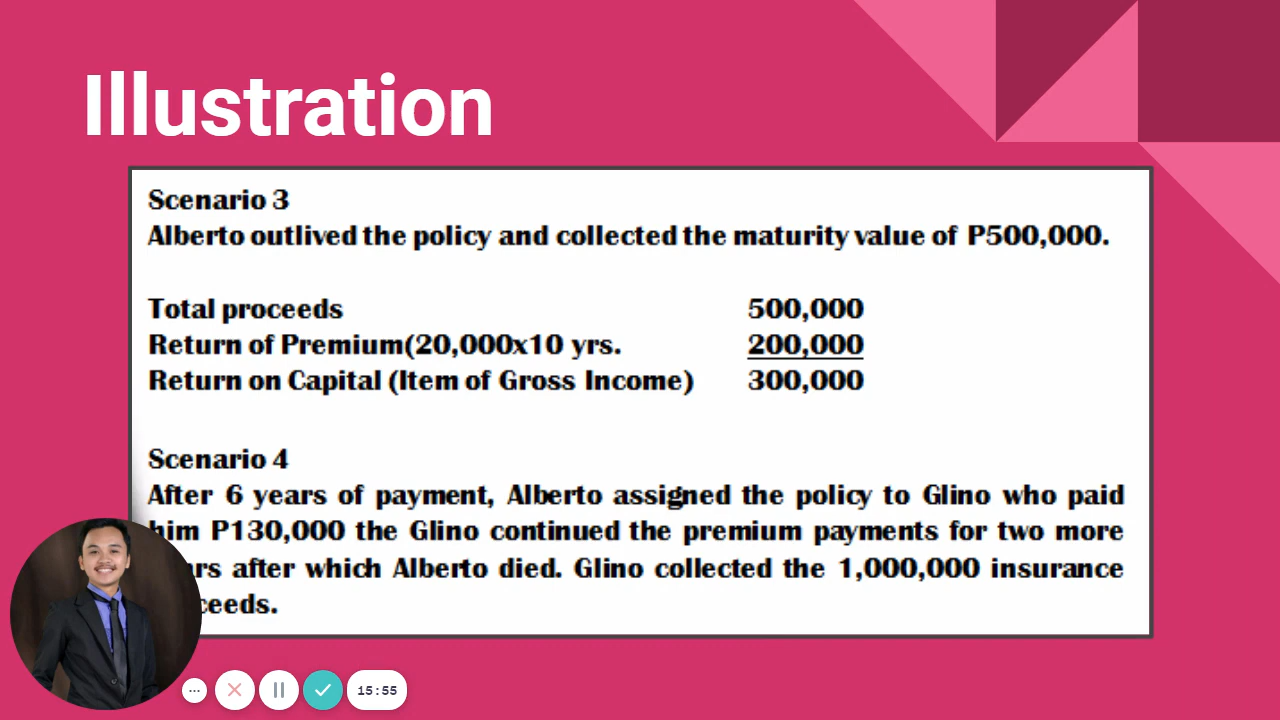 Illustration
Scenario 3
Alberto outlived the policy and collected the maturity value of P500,000.
Total proceeds 500,000
Return of Premium(20,000x10 yrs. 200,000
Return on Capital (Item of Gross Income) 300,000
Scenario 4
After 6 years of payment, Alberto assigned the policy to Glino who paid
him P130,000 the Glino continued the premium payments for two more
after which Alberto died. Glino collected the 1,000,000 insurance
15:55